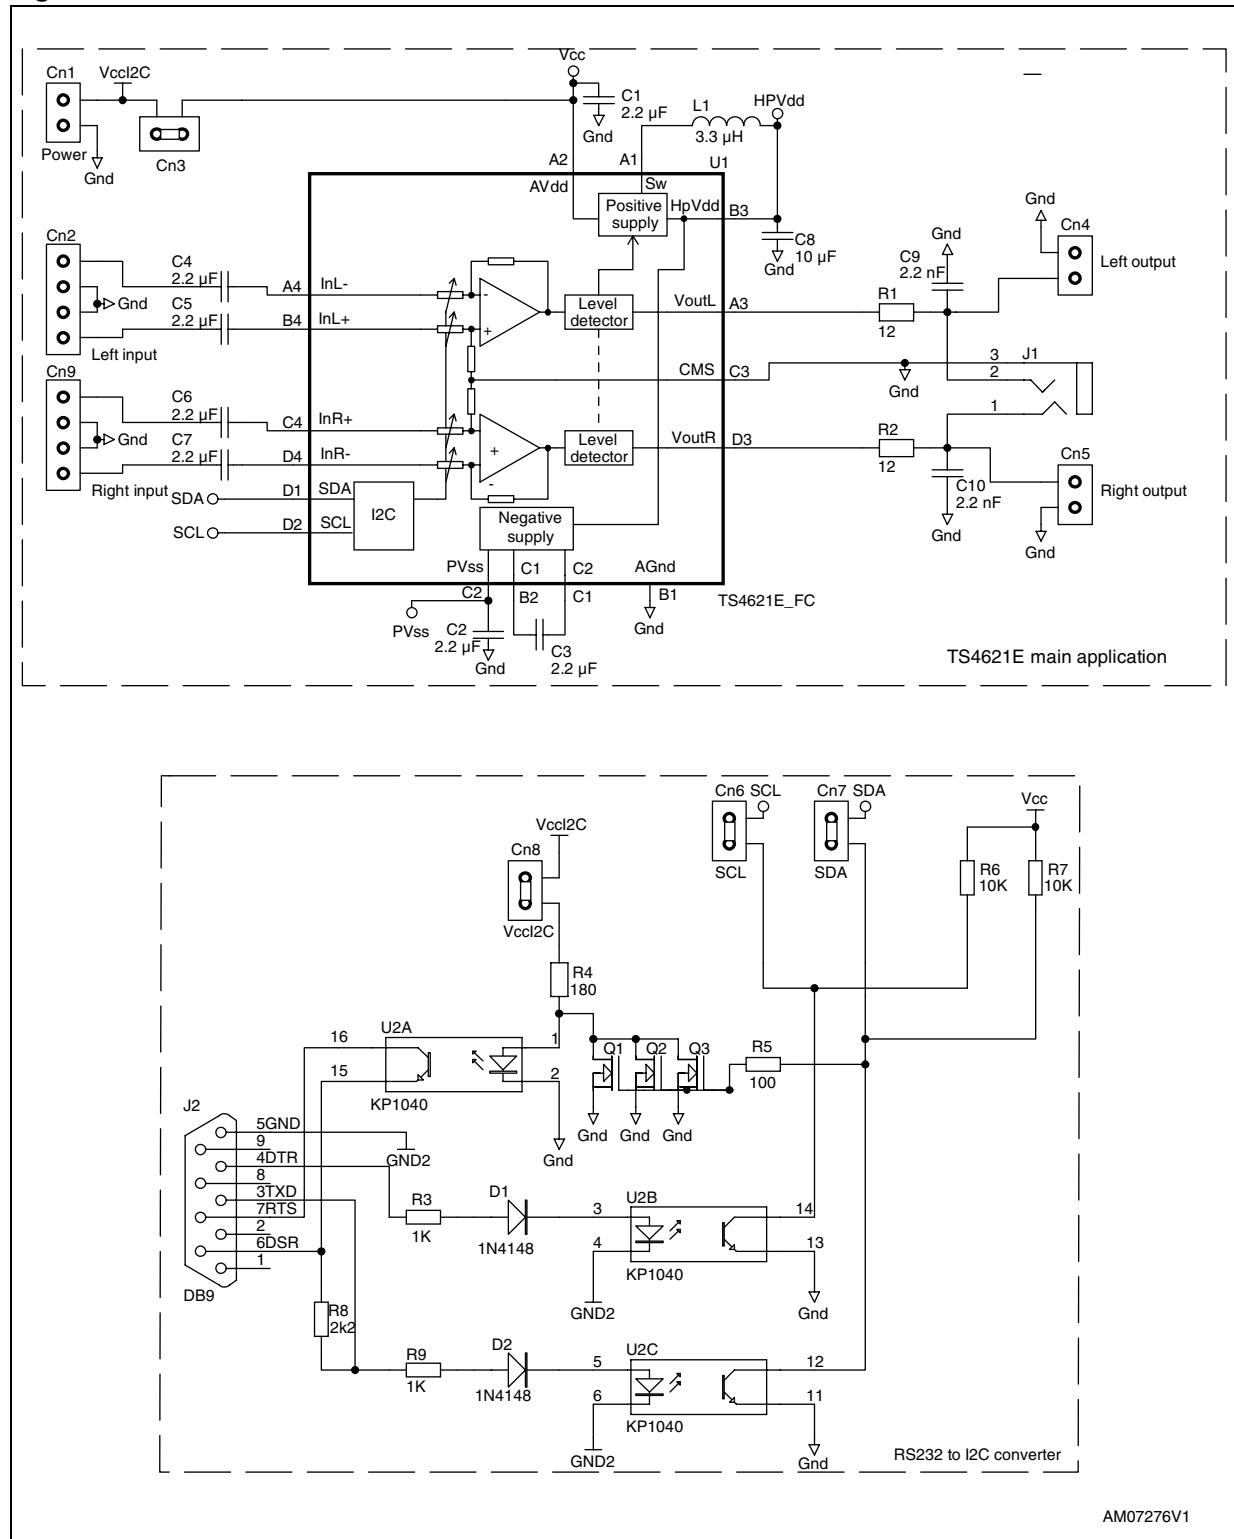 Cn1
VccI2C
Vcc
C1
2.2 µF
Gnd
L1
3.3 µH
HPVdd
Power
Gnd
Cn3
A2
A1
U1
AVdd
Sw
Positive
supply
HpVdd
B3
C8
10 µF
Gnd
Cn2
C4
2.2 µF
Gnd
C5
2.2 µF
A4
InL-
B4
InL+
Left input
-
+
Level
detector
VoutL
A3
R1
12
Gnd
C9
2.2 nF
Gnd
Cn4
Left output
CMS
C3
Gnd
3
J1
2
1
Cn9
C6
2.2 µF
Gnd
C7
2.2 µF
C4
InR+
D4
InR-
Right input
+
-
Level
detector
VoutR
D3
R2
12
C10
2.2 nF
Gnd
Cn5
Right output
Gnd
SDA
D1
SDA
SCL
D2
SCL
I2C
Negative
supply
PVss
C1
C2
AGnd
C2
B2
C1
B1
TS4621E_FC
PVss
C2
2.2 µF
Gnd
C3
2.2 µF
Gnd
TS4621E main application
Cn6
SCL
SCL
Cn7
SDA
SDA
Vcc
R6
10K
R7
10K
VccI2C
Cn8
VccI2C
R4
180
U2A
16
15
1
2
KP1040
Q1
Q2
Q3
R5
100
Gnd
Gnd
Gnd
Gnd
J2
5GND
9
4DTR
8
3TXD
7RTS
2
6DSR
1
DB9
GND2
R3
1K
D1
1N4148
3
4
U2B
14
13
KP1040
GND2
Gnd
R8
2k2
R9
1K
D2
1N4148
5
6
U2C
12
11
KP1040
GND2
Gnd
RS232 to I2C converter
AM07276V1